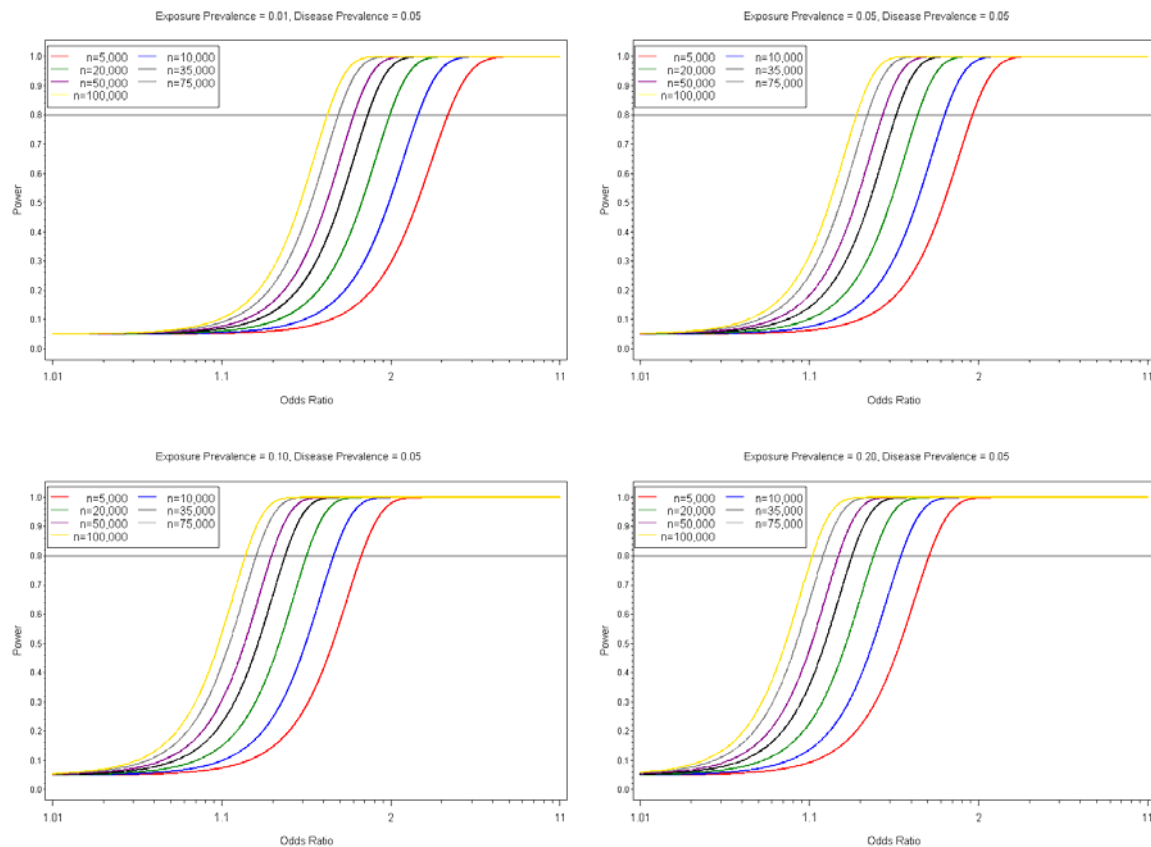 Exposure Prevalence = 0.01, Disease Prevalence = 0.05
1.0
0.9
0.8
0.7
0.6
0.5
0.4
0.3
0.2
0.1
0.0
Power
n=5,000 n=10,000
n=20,000 n=35,000
n=50,000 n=75,000
n=100,000
1.01 1.1 2 11
Odds Ratio
Exposure Prevalence = 0.05, Disease Prevalence = 0.05
1.0
0.9
0.8
0.7
0.6
0.5
0.4
0.3
0.2
0.1
0.0
Power
n=5,000 n=10,000
n=20,000 n=35,000
n=50,000 n=75,000
n=100,000
1.01 1.1 2 11
Odds Ratio
Exposure Prevalence = 0.10, Disease Prevalence = 0.05
1.0
0.9
0.8
0.7
0.6
0.5
0.4
0.3
0.2
0.1
0.0
Power
n=5,000 n=10,000
n=20,000 n=35,000
n=50,000 n=75,000
n=100,000
1.01 1.1 2 11
Odds Ratio
Exposure Prevalence = 0.20, Disease Prevalence = 0.05
1.0
0.9
0.8
0.7
0.6
0.5
0.4
0.3
0.2
0.1
0.0
Power
n=5,000 n=10,000
n=20,000 n=35,000
n=50,000 n=75,000
n=100,000
1.01 1.1 2 11
Odds Ratio